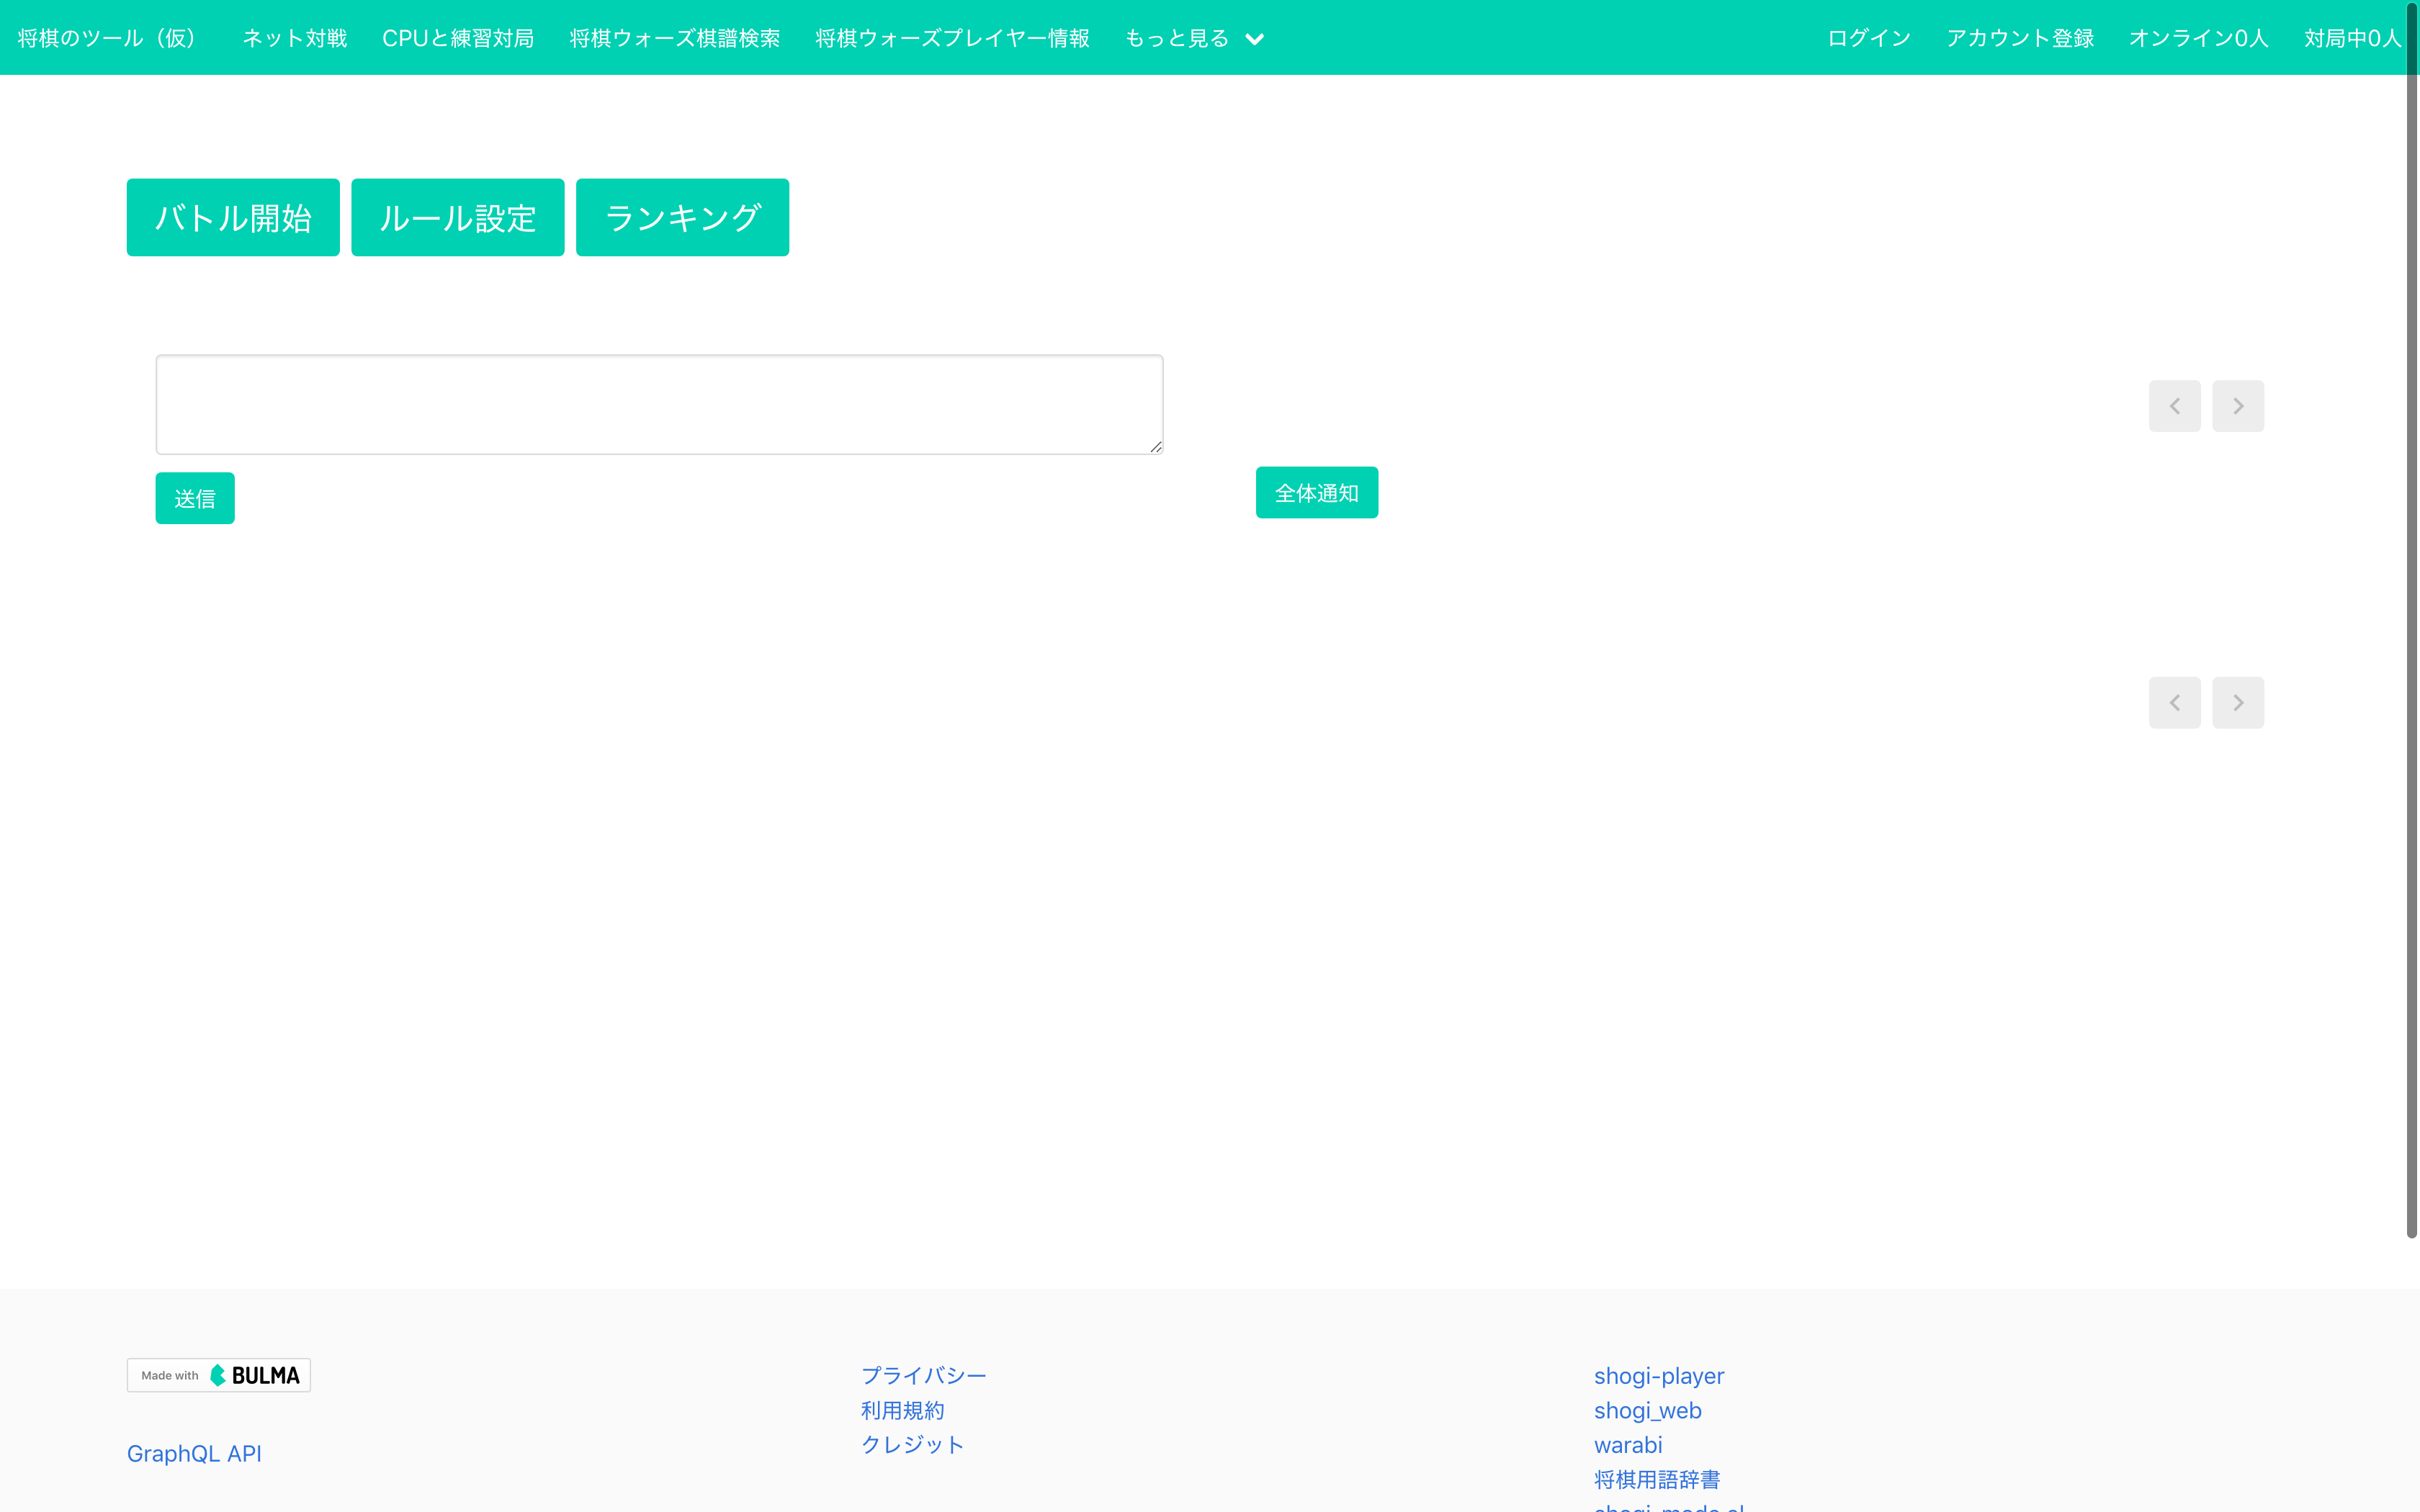 将棋のツール（仮） ネット対戦 CPUと練習対局 将棋ウォーズ棋譜検索 将棋ウォーズプレイヤー情報 もっと見る ログイン アカウント登録 オンライン0人 対局中0人
バトル開始 ルール設定 ランキング
送信 全体通知
Made with BULMA
GraphQL API
プライバシー
利用規約
クレジット
shogi-player
shogi_web
warabi
将棋用語辞書